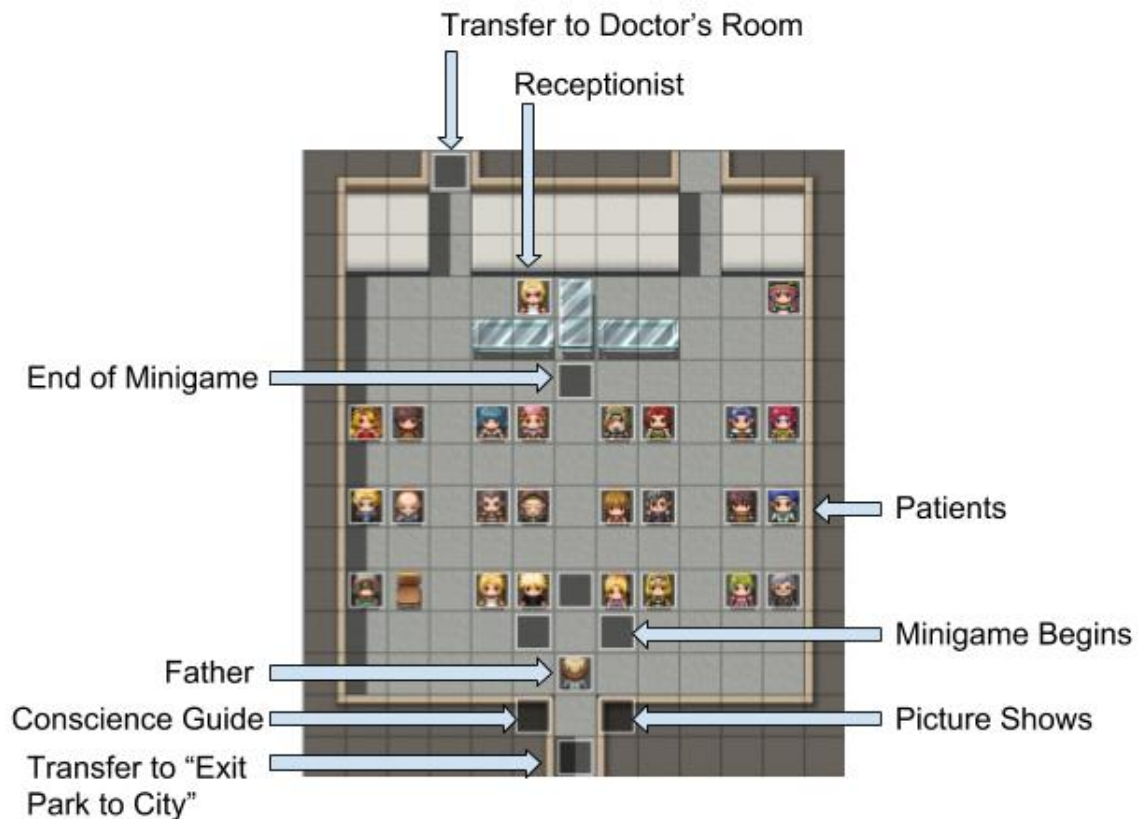 Transfer to Doctor’s Room
Receptionist
End of Minigame
Patients
Minigame Begins
Father
Conscience Guide
Picture Shows
Transfer to “Exit
Park to City”